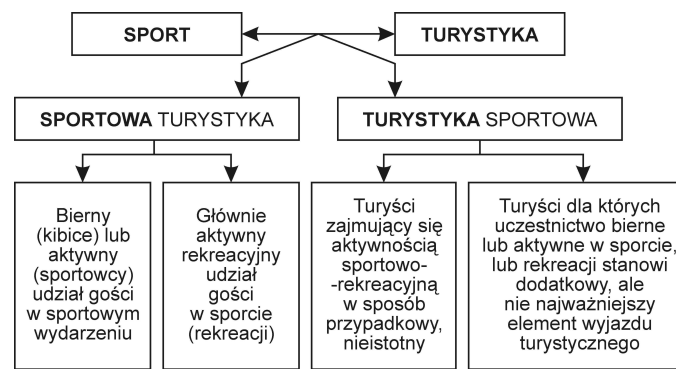 SPORT
TURYSTYKA
SPORTOWA TURYSTYKA
TURYSTYKA SPORTOWA
Bierny
(kibice) lub
aktywny
(sportowcy)
udział gości
w sportowym
wydarzeniu
Głównie
aktywny
rekreacyjny
udział
gości
w sporcie
(rekreacji)
Turyści
zajmujący się
aktywnością
sportowo-
-rekreacyjną
w sposób
przypadkowy,
nieistotny
Turyści dla których
uczestnictwo bierne
lub aktywne w sporcie,
lub rekreacji stanowi
dodatkowy, ale
nie najważniejszy
element wyjazdu
turystycznego